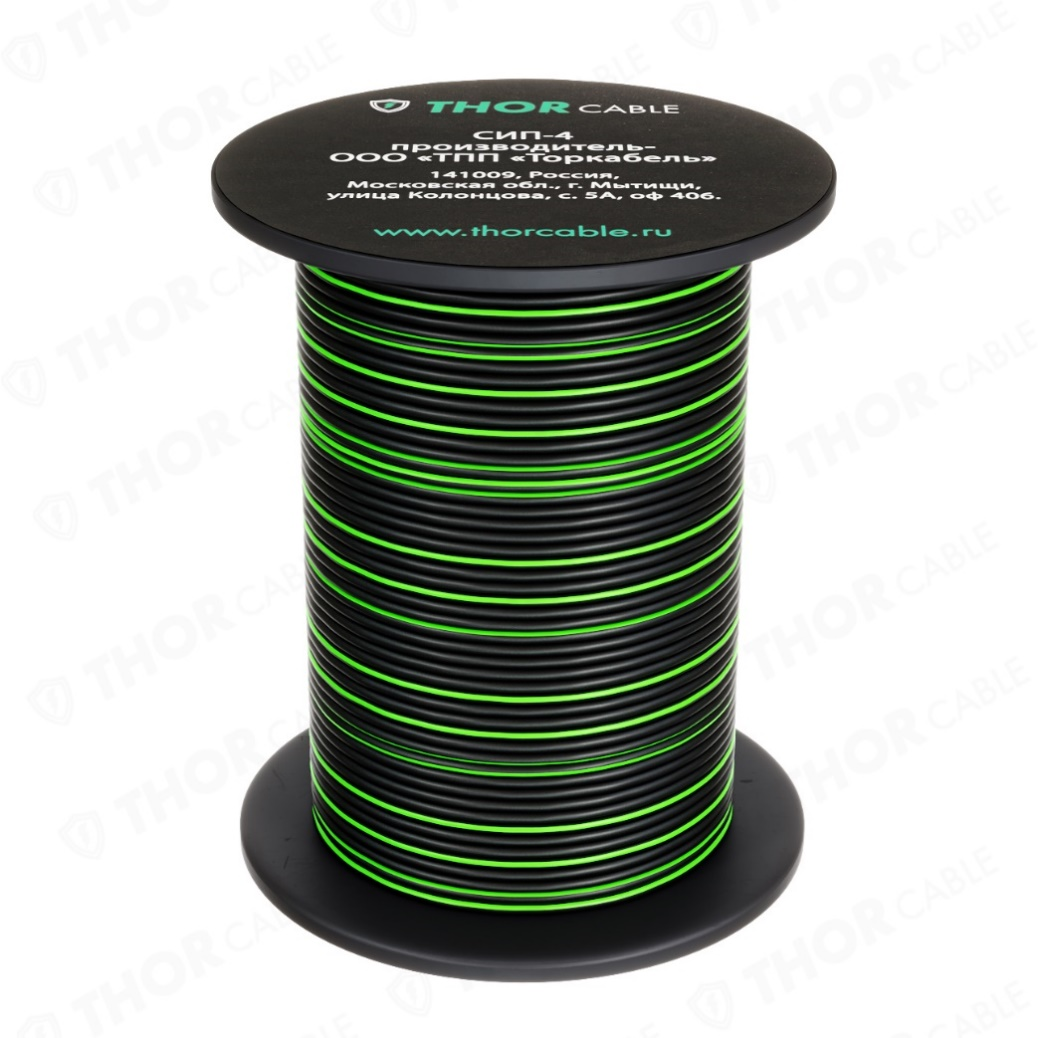 THOR CABLE
СИП-4
производитель-
ООО «ТПП «Торкабель»
141009, Россия,
Московская обл., г. Мытищи,
улица Колонцова, с. 5А, оф 406.
www.thorcable.ru